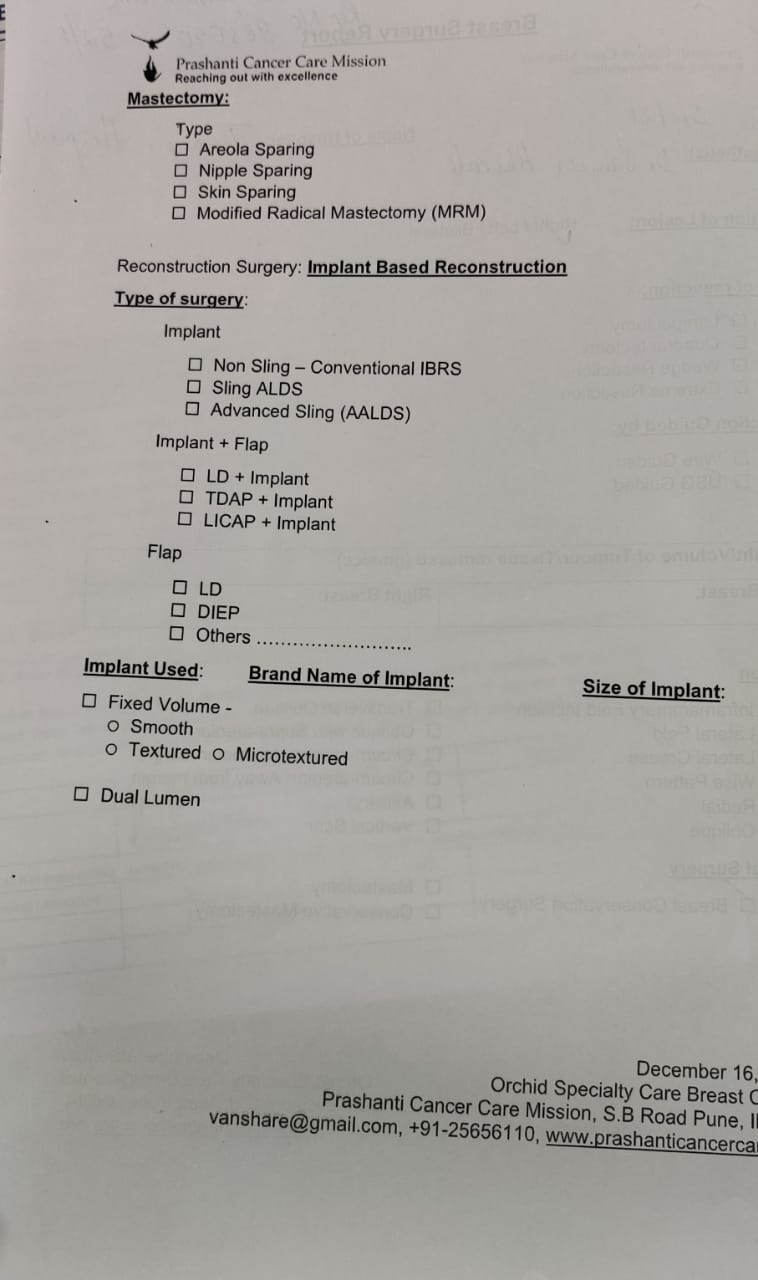 Prashanti Cancer Care Mission
Reaching out with excellence
Mastectomy:
Type
☐ Areola Sparing
☐ Nipple Sparing
☐ Skin Sparing
☐ Modified Radical Mastectomy (MRM)
Reconstruction Surgery: Implant Based Reconstruction
Type of surgery:
Implant
☐ Non Sling – Conventional IBRS
☐ Sling ALDS
☐ Advanced Sling (AALDS)
Implant + Flap
☐ LD + Implant
☐ TDAP + Implant
☐ LICAP + Implant
Flap
☐ LD
☐ DIEP
☐ Others ..........................
Implant Used: Brand Name of Implant: Size of Implant:
☐ Fixed Volume -
○ Smooth
○ Textured ○ Microtextured
☐ Dual Lumen
December 16,
Orchid Specialty Care Breast
Prashanti Cancer Care Mission, S.B Road Pune,
vanshare@gmail.com, +91-25656110, www.prashanticancerca